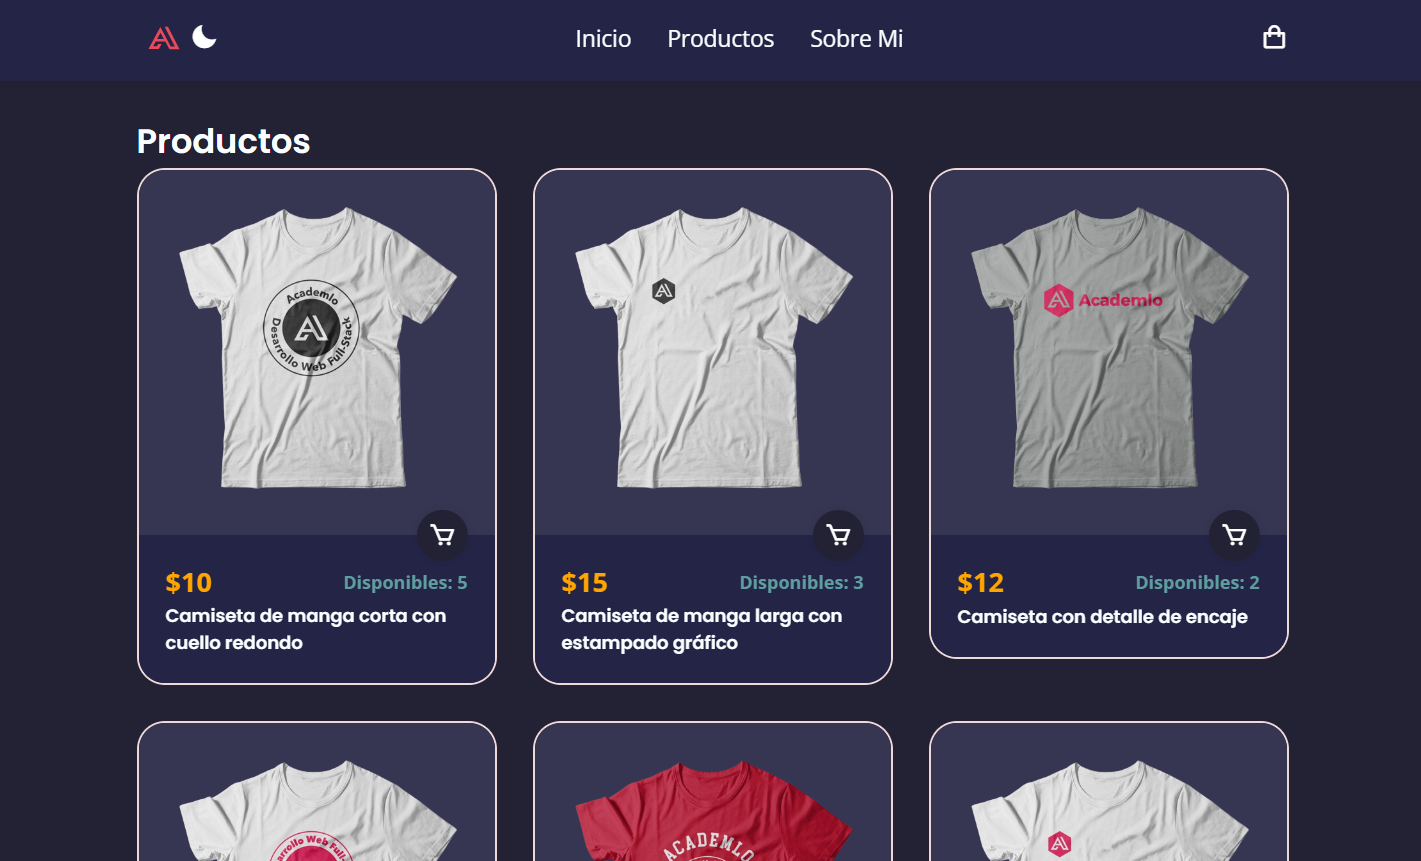 Inicio Productos Sobre Mi
Productos
Academlo
Desarrollo Web Full-Stack
Academlo
$10 Disponibles: 5
Camiseta de manga corta con
cuello redondo
$15 Disponibles: 3
Camiseta de manga larga con
estampado gráfico
$12 Disponibles: 2
Camiseta con detalle de encaje
Web Full-
ACADEMLO